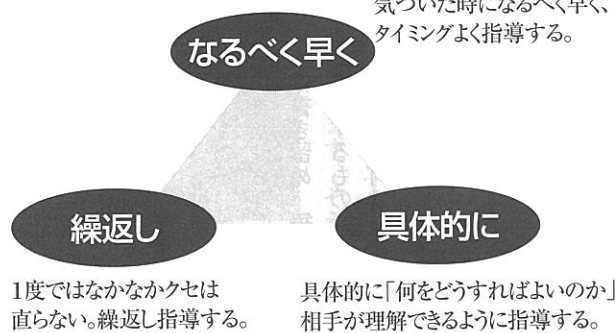 気づいた時になるべく早く、
タイミングよく指導する。
なるべく早く
繰返し
具体的に
1度ではなかなかクセは
直らない。繰返し指導する。
具体的に「何をどうすればよいのか」
相手が理解できるように指導する。